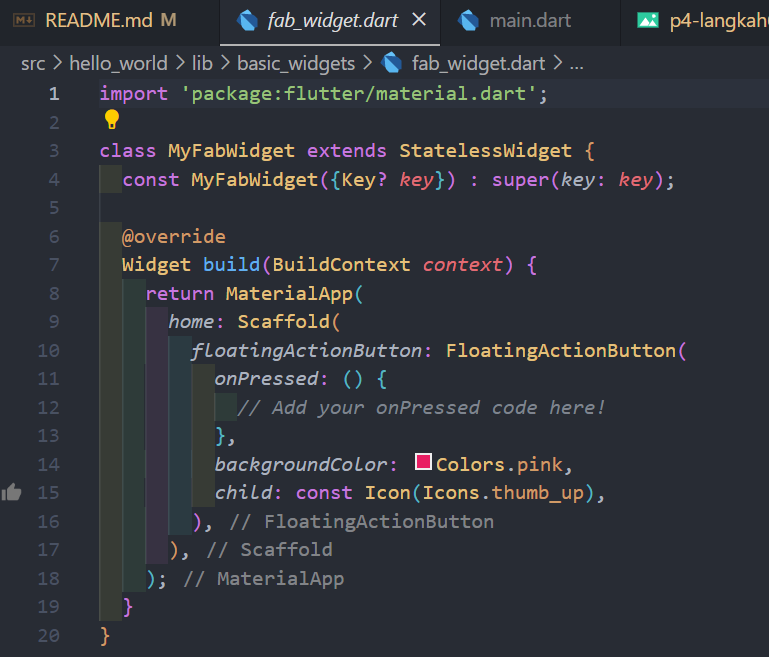 README.md M
fab_widget.dart
main.dart
p4-langkah
src > hello_world > lib > basic_widgets > fab_widget.dart > ...
1 import 'package:flutter/material.dart';
2
3 class MyFabWidget extends StatelessWidget {
4 const MyFabWidget({Key? key}) : super(key: key);
5
6 @override
7 Widget build(BuildContext context) {
8 return MaterialApp(
9 home: Scaffold(
10 floatingActionButton: FloatingActionButton(
11 onPressed: () {
12 // Add your onPressed code here!
13 },
14 backgroundColor: Colors.pink,
15 child: const Icon(Icons.thumb_up),
16 ), // FloatingActionButton
17 ), // Scaffold
18 ); // MaterialApp
19 }
20 }